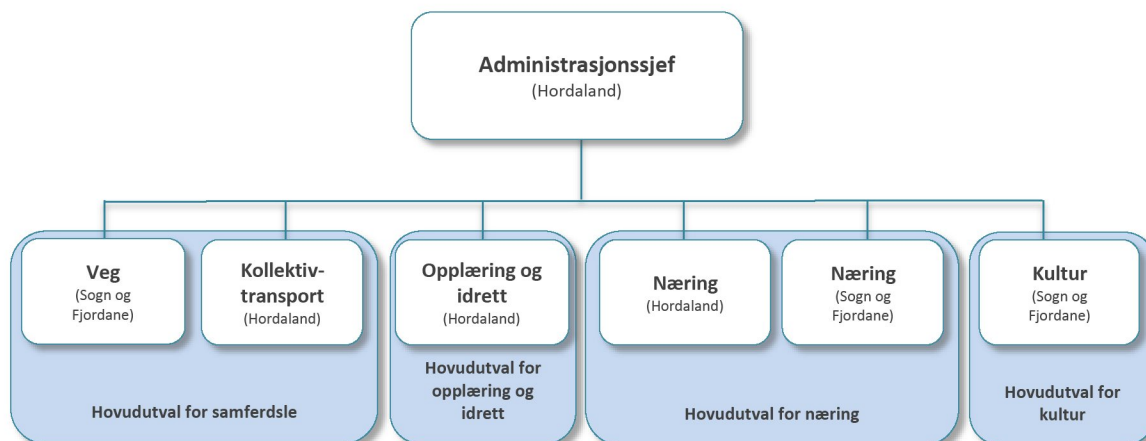 Administrasjonssjef
(Hordaland)
Veg
(Sogn og
Fjordane)
Kollektiv-
transport
(Hordaland)
Opplæring og
idrett
(Hordaland)
Næring
(Hordaland)
Næring
(Sogn og
Fjordane)
Kultur
(Sogn og
Fjordane)
Hovudutval for samferdsle
Hovudutval for
opplæring og
idrett
Hovudutval for næring
Hovudutval for
kultur